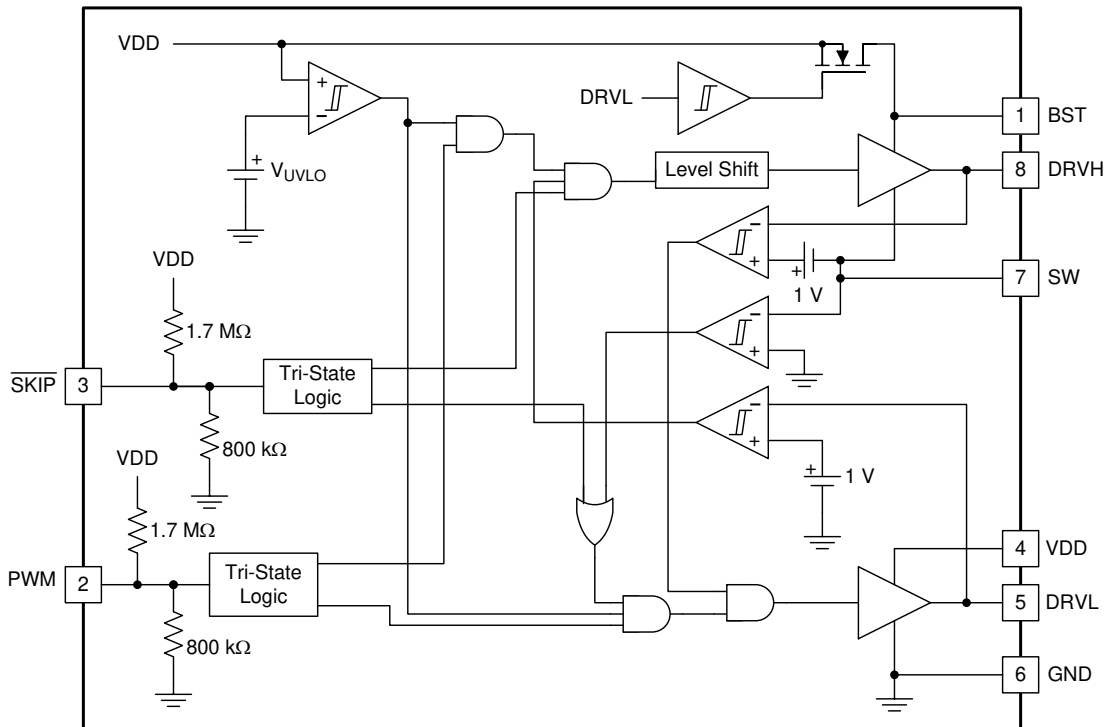 VDD
+
−
DRVL
1 BST
+
V_UVLO
Level Shift
8 DRVH
−
+
+
1 V
7 SW
VDD
−
+
1.7 MΩ
Tri-State
Logic
SKIP 3
−
+
800 kΩ
VDD
+
1 V
1.7 MΩ
4 VDD
PWM 2
Tri-State
Logic
5 DRVL
800 kΩ
6 GND